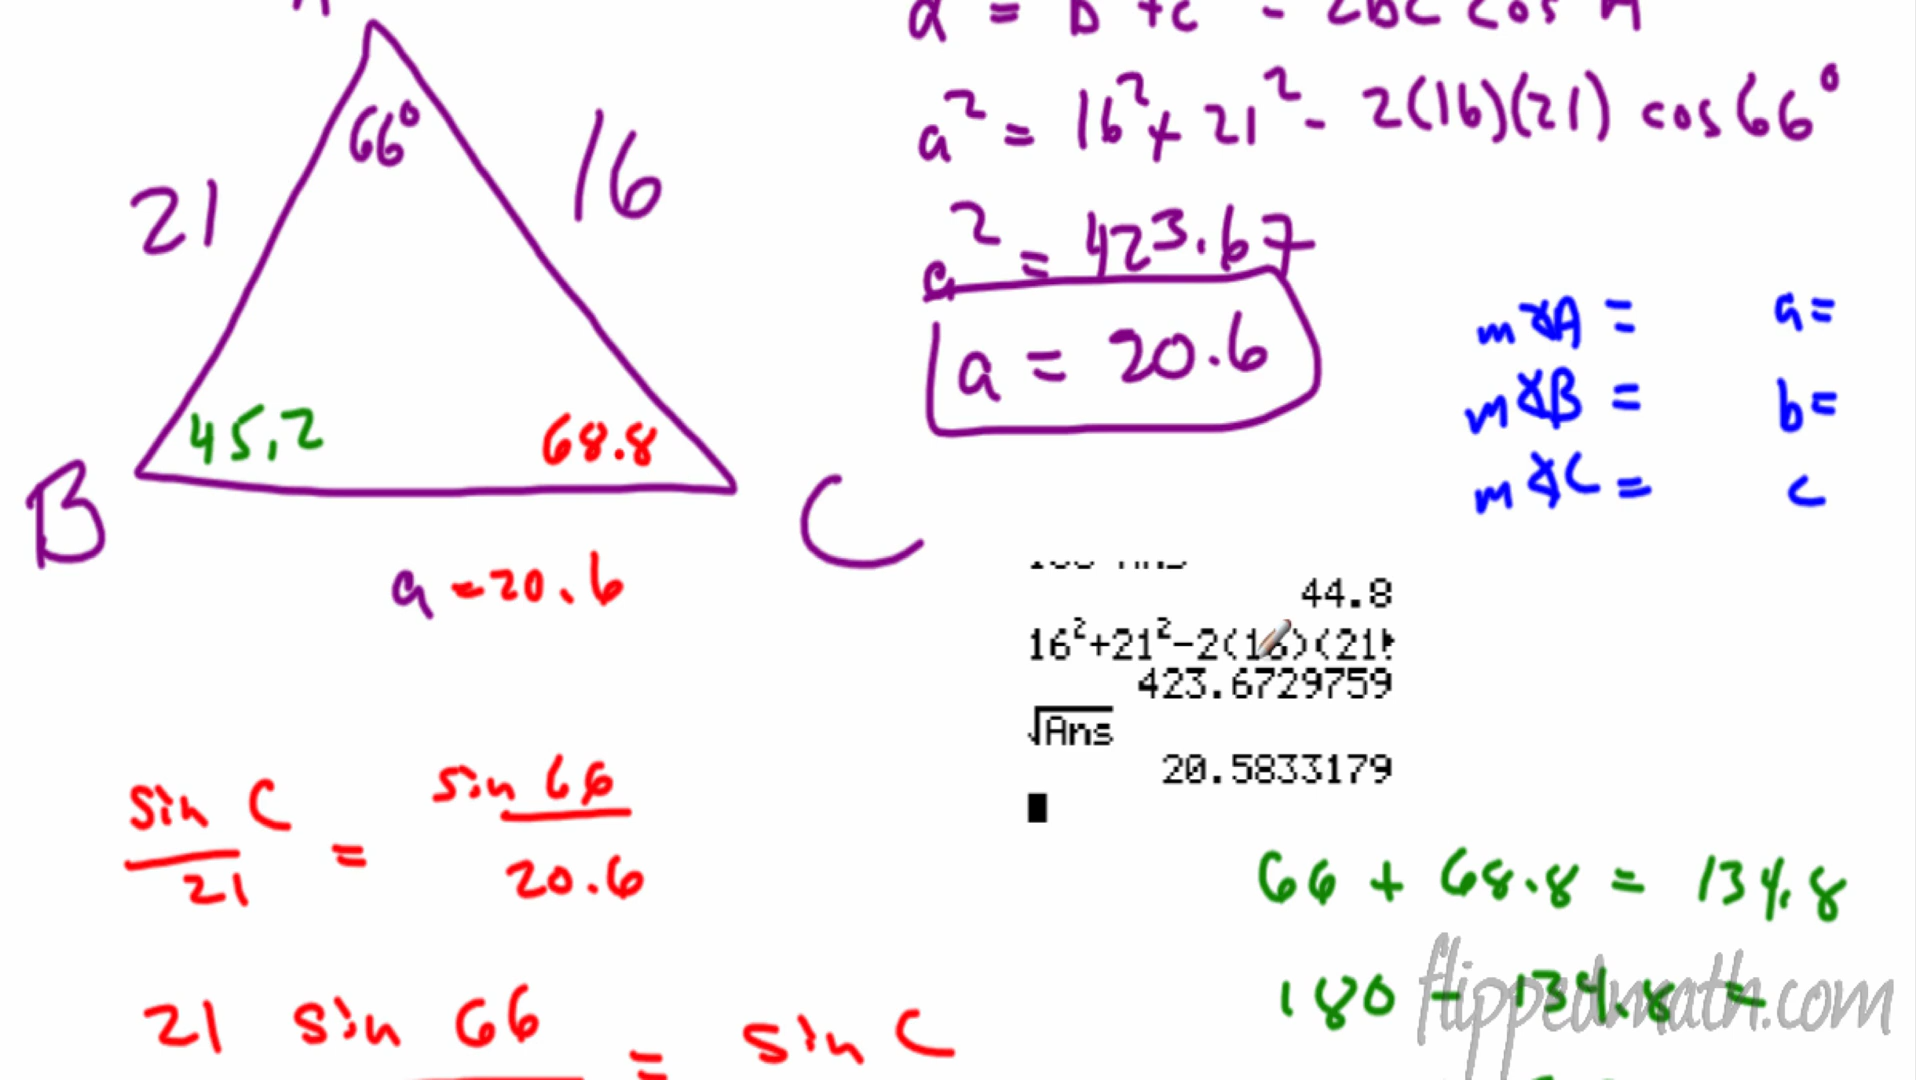 66°
21
16
45.2
68.8
B
C
a = 20.6
a² = 16² + 21² - 2(16)(21) cos 66°
a² = 423.67
a = 20.6
m∡A = a =
m∡B = b =
m∡C = c
44.8
16²+21²-2(16)(21
423.6729759
√Ans
20.5833179
sin C / 21 = sin 66 / 20.6
21 sin 66 = sin C
66 + 68.8 = 134.8
180 - 134.8 =
flippedmath.com